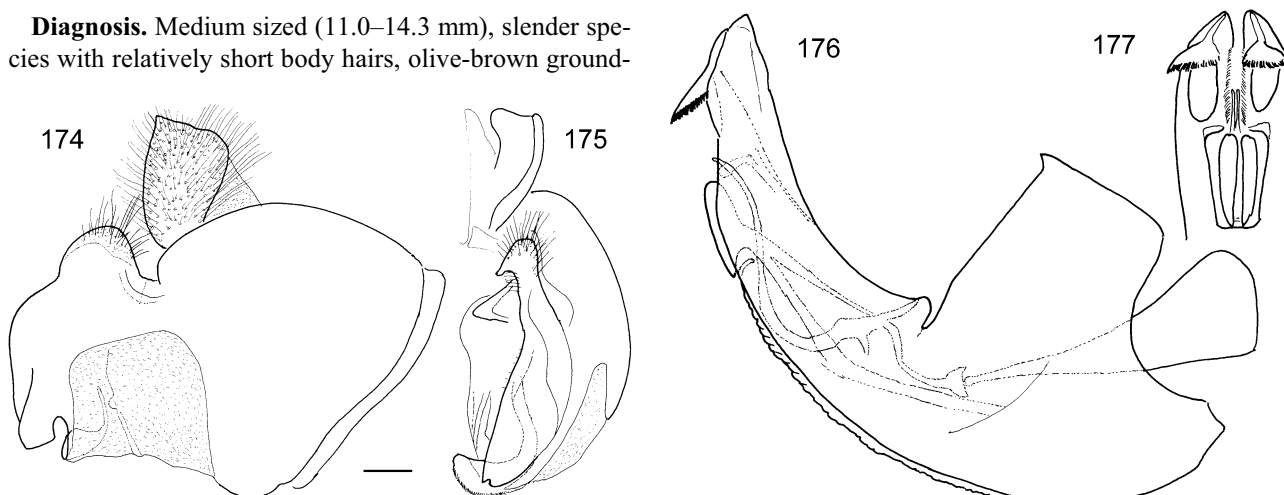 Diagnosis. Medium sized (11.0–14.3 mm), slender spe-
cies with relatively short body hairs, olive-brown ground-
174
175
176
177